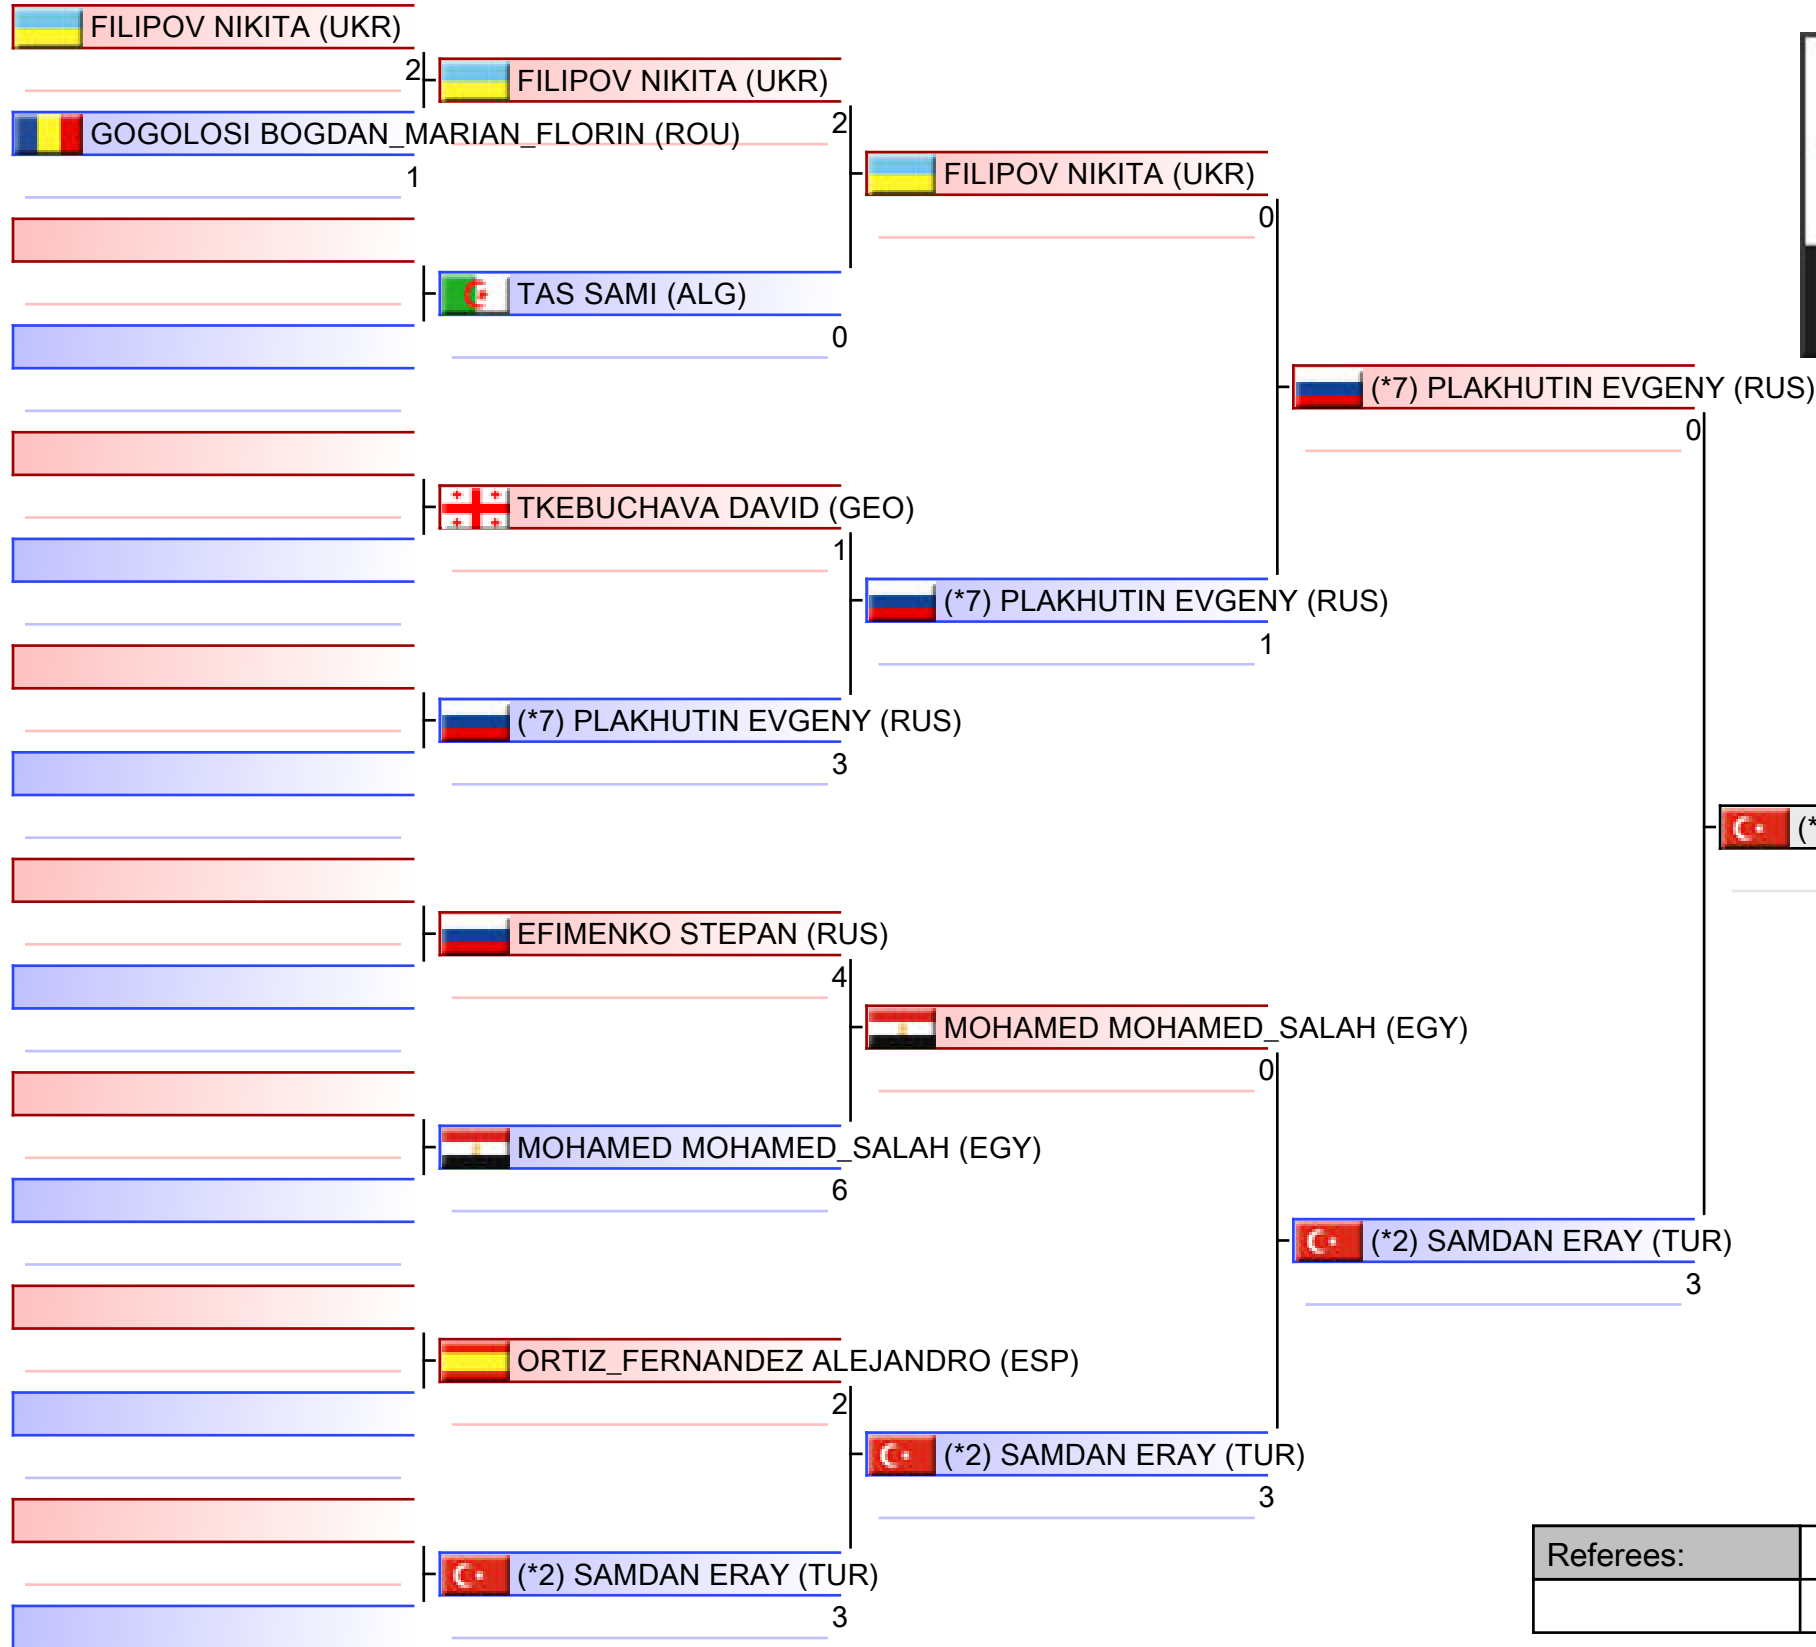 FILIPOV NIKITA (UKR)
2
FILIPOV NIKITA (UKR)
GOGOLOSI BOGDAN_MARIAN_FLORIN (ROU)
2
1
FILIPOV NIKITA (UKR)
0
TAS SAMI (ALG)
0
(*7) PLAKHUTIN EVGENY (RUS)
0
TKEBUCHAVA DAVID (GEO)
1
(*7) PLAKHUTIN EVGENY (RUS)
1
(*7) PLAKHUTIN EVGENY (RUS)
3
(*
EFIMENKO STEPAN (RUS)
4
MOHAMED MOHAMED_SALAH (EGY)
0
MOHAMED MOHAMED_SALAH (EGY)
6
(*2) SAMDAN ERAY (TUR)
3
ORTIZ_FERNANDEZ ALEJANDRO (ESP)
2
(*2) SAMDAN ERAY (TUR)
3
Referees:
(*2) SAMDAN ERAY (TUR)
3